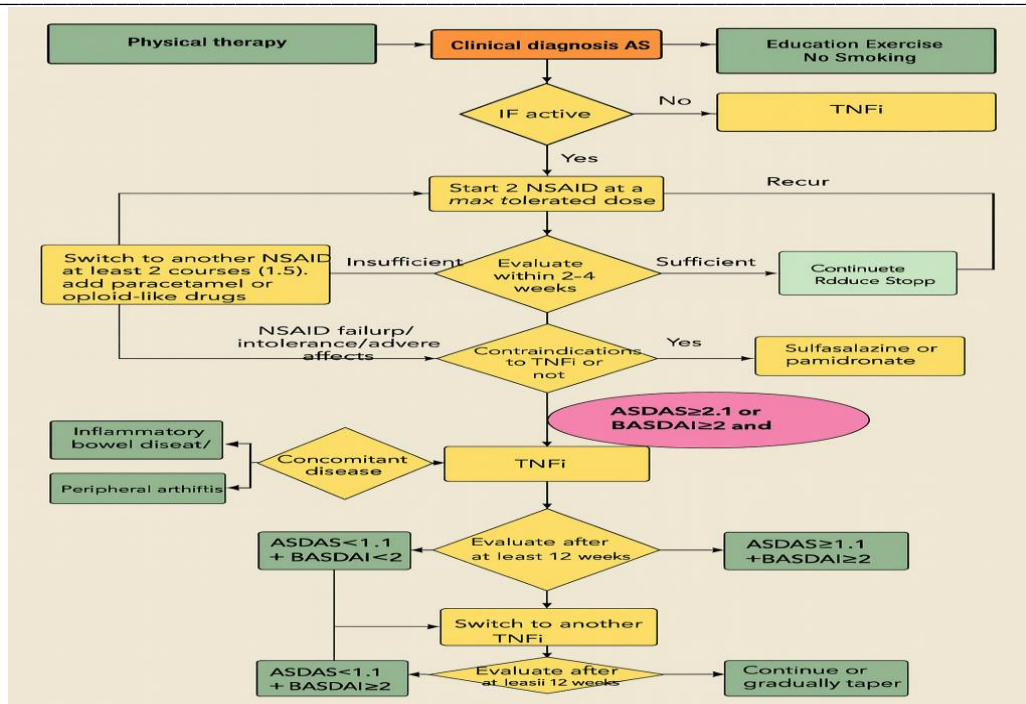 Physical therapy
Clinical diagnosis AS
Education Exercise
No Smoking
IF active
No
TNFi
Yes
Start 2 NSAID at a
max tolerated dose
Recur
Switch to another NSAID
at least 2 courses (1.5).
add paracetamel or
oploid-like drugs
Insufficient
Evaluate
within 2-4
weeks
Sufficient
Continuete
Rdduce Stopp
NSAID failurp/
intolerance/advere
affects
Contraindications
to TNFi or
not
Yes
Sulfasalazine or
pamidronate
ASDAS≥2.1 or
BASDAI≥2 and
Inflammatory
bowel diseat/
Peripheral arthiftis
Concomitant
disease
TNFi
ASDAS<1.1
+ BASDAI<2
Evaluate after
at least 12 weeks
ASDAS≥1.1
+BASDAI≥2
Switch to another
TNFi
ASDAS<1.1
+ BASDAI≥2
Evaluate after
at leasii 12 weeks
Continue or
gradually taper